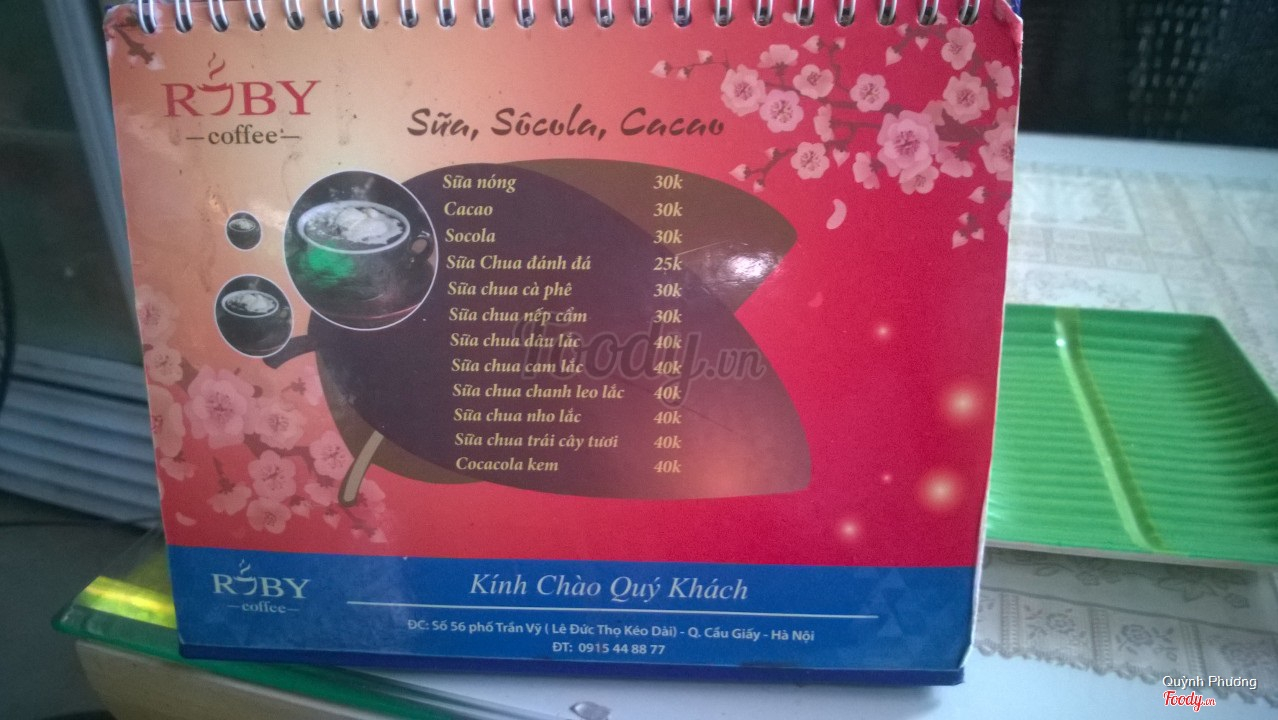 RUBY
coffee
Sữa, Sôcola, Cacao
Sữa nóng 30k
Cacao 30k
Socola 30k
Sữa Chua đánh đá 25k
Sữa chua cà phê 30k
Sữa chua nếp cẩm 30k
Sữa chua dâu lắc 40k
Sữa chua cam lắc 40k
Sữa chua chanh leo lắc 40k
Sữa chua nho lắc 40k
Sữa chua trái cây tươi 40k
Cocacola kem 40k
Foody.vn
RUBY
coffee
Kính Chào Quý Khách
ĐC: Số 56 phố Trần Vỹ ( Lê Đức Thọ Kéo Dài) - Q. Cầu Giấy - Hà Nội
ĐT: 0915 44 88 77
Quỳnh Phương
Foody.vn